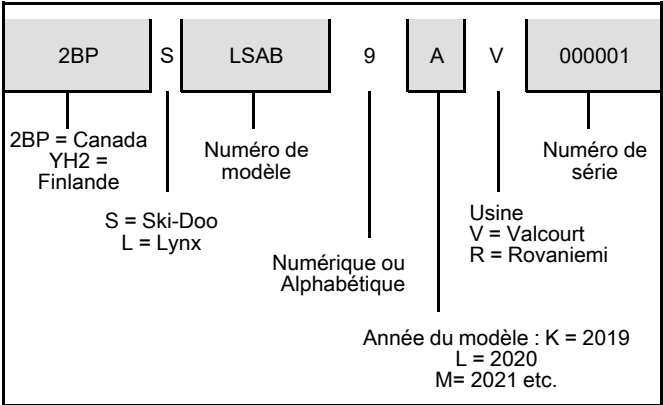 2BP S LSAB 9 A V 000001
2BP = Canada
YH2 =
Finlande
Numéro de
modèle
Numéro de
série
S = Ski-Doo
L = Lynx
Usine
V = Valcourt
R = Rovaniemi
Numérique ou
Alphabétique
Année du modèle : K = 2019
L = 2020
M= 2021 etc.